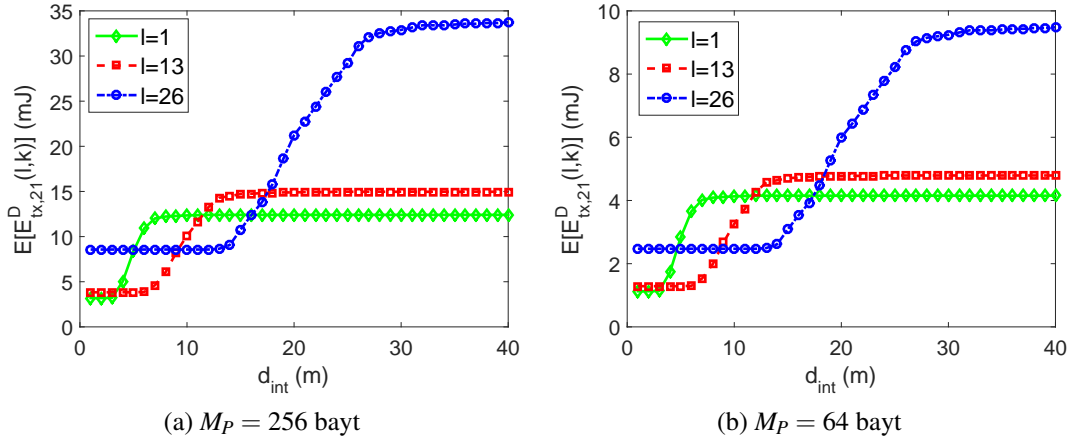 35
30
25
20
15
10
5
0
E[E^D_tx,21(l,k)] (mJ)
l=1
l=13
l=26
0 10 20 30 40
d_int (m)
(a) M_P = 256 bayt
10
8
6
4
2
0
E[E^D_tx,21(l,k)] (mJ)
l=1
l=13
l=26
0 10 20 30 40
d_int (m)
(b) M_P = 64 bayt